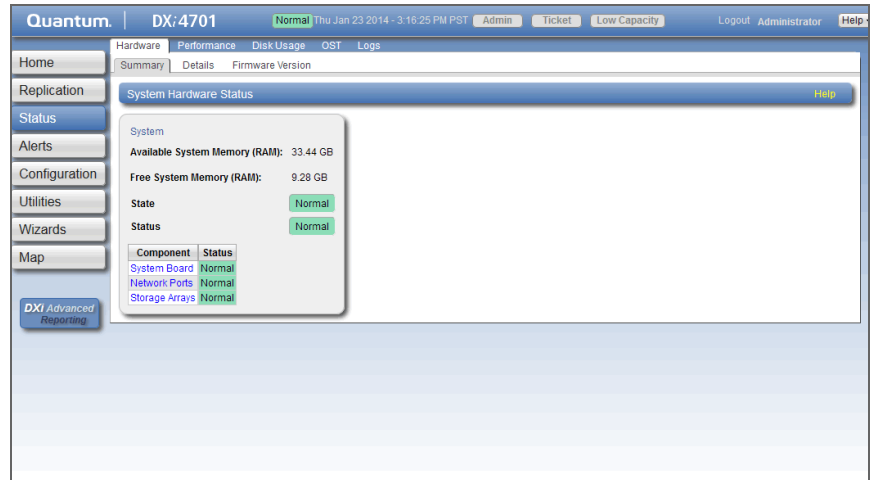 Quantum. DXi4701 Normal Thu Jan 23 2014 - 3:16:25 PM PST Admin Ticket Low Capacity Logout Administrator Help
Hardware Performance Disk Usage OST Logs
Summary Details Firmware Version
Home
Replication
Status
Alerts
Configuration
Utilities
Wizards
Map
DXi Advanced
Reporting
System Hardware Status Help
System
Available System Memory (RAM): 33.44 GB
Free System Memory (RAM): 9.28 GB
State Normal
Status Normal
Component Status
System Board Normal
Network Ports Normal
Storage Arrays Normal